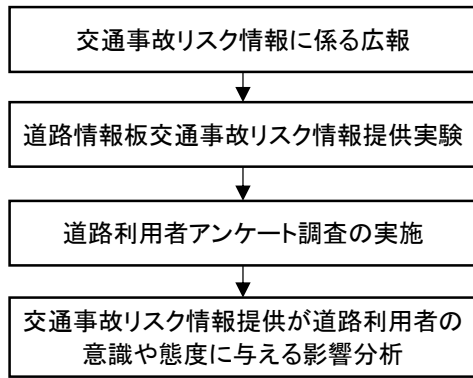 交通事故リスク情報に係る広報
道路情報板交通事故リスク情報提供実験
道路利用者アンケート調査の実施
交通事故リスク情報提供が道路利用者の
意識や態度に与える影響分析